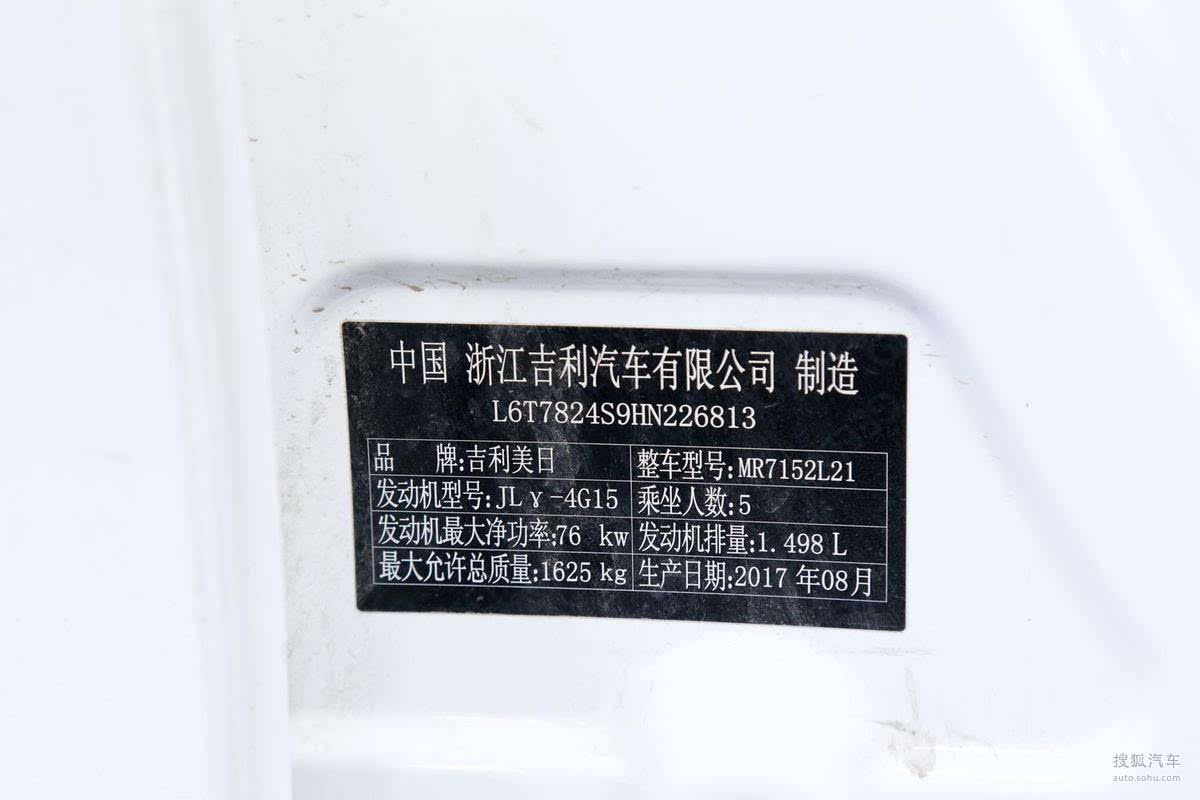 中国 浙江吉利汽车有限公司 制造
L6T7824S9HN226813
品 牌:吉利美日 整车型号:MR7152L21
发动机型号:JLγ-4G15 乘坐人数:5
发动机最大净功率:76 kw 发动机排量:1.498 L
最大允许总质量:1625 kg 生产日期:2017 年08月
搜狐汽车
auto.sohu.com